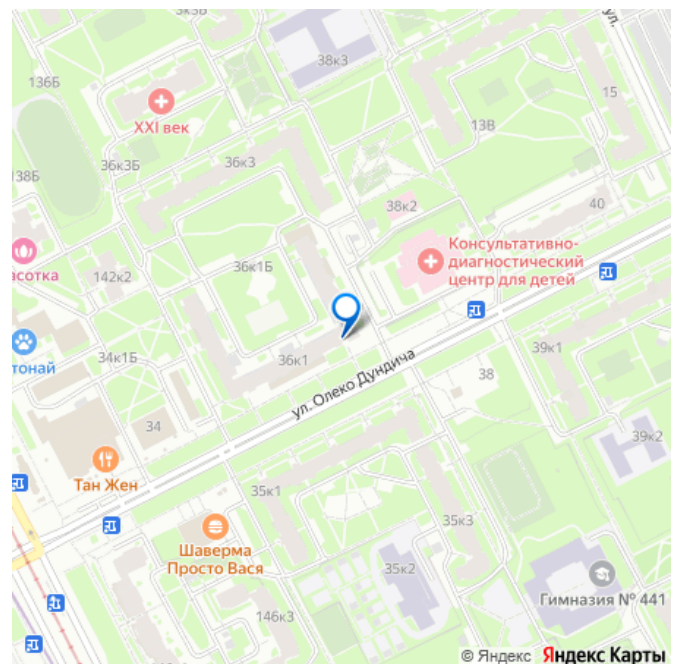 ул.
38к3
136Б
15
XXI век
13В
36к3Б
36к3
138Б
38к2
40
Консультативно-
диагностический
центр для детей
асотка
142к2
36к1Б
тонай
34к1Б
36к1
39к1
ул. Олеко Дундича
38
34
39к2
Тан Жен
35к1
35к3
Шаверма
Просто Вася
35к2
Гимназия № 441
146к3
© Яндекс Яндекс Карты